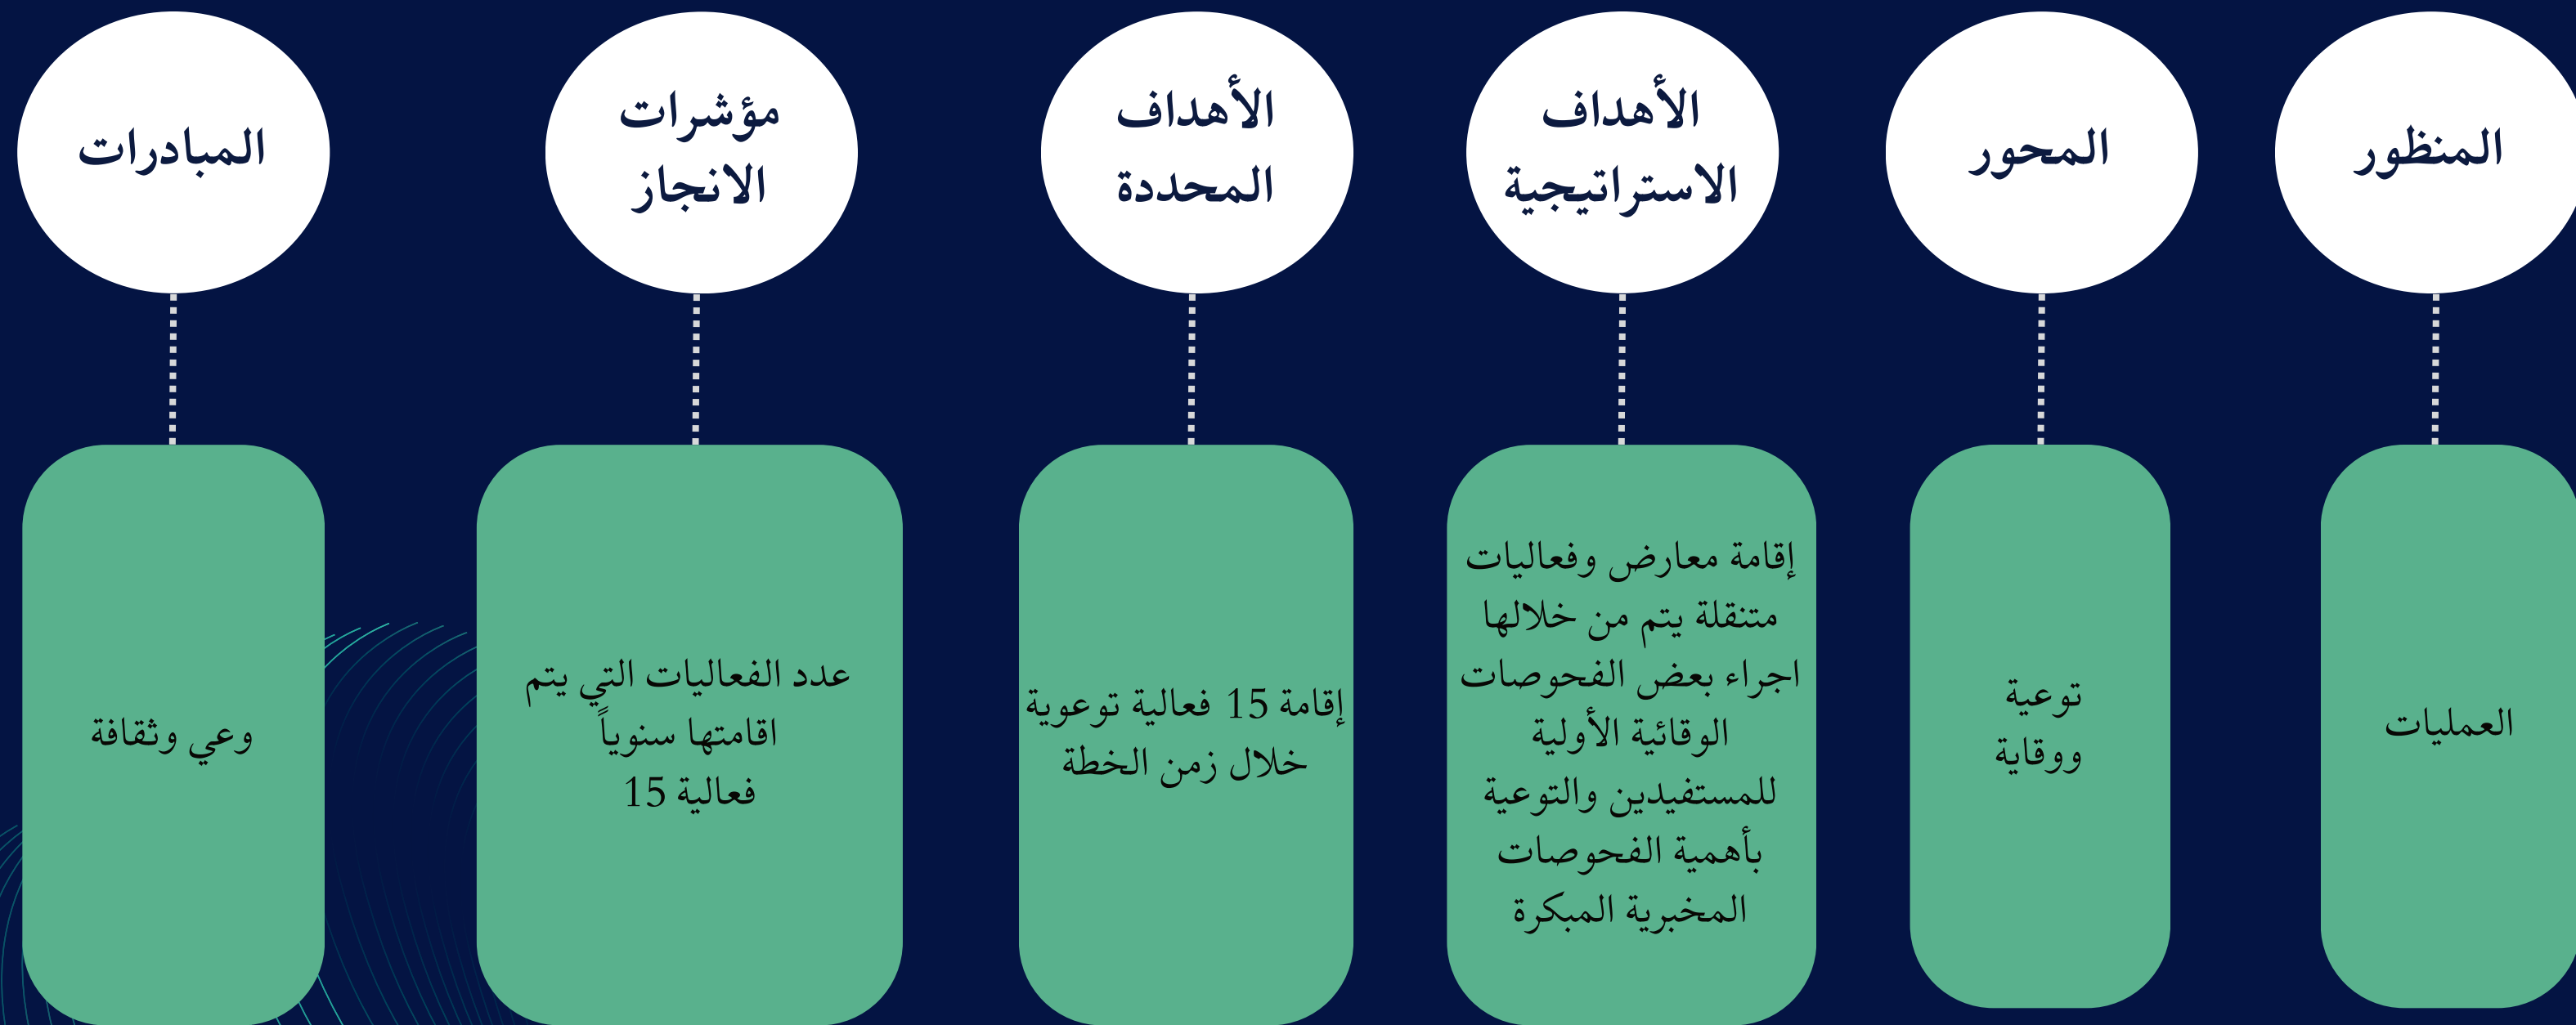 المنظور
المحور
الأهداف
الاستراتيجية
الأهداف
المحددة
مؤشرات
الانجاز
المبادرات
العمليات
توعية
ووقاية
إقامة معارض وفعاليات
متنقلة يتم من خلالها
اجراء بعض الفحوصات
الوقائية الأولية
للمستفيدين والتوعية
بأهمية الفحوصات
المخبرية المبكرة
إقامة 15 فعالية توعوية
خلال زمن الخطة
عدد الفعاليات التي يتم
اقامتها سنوياً
فعالية 15
وعي وثقافة